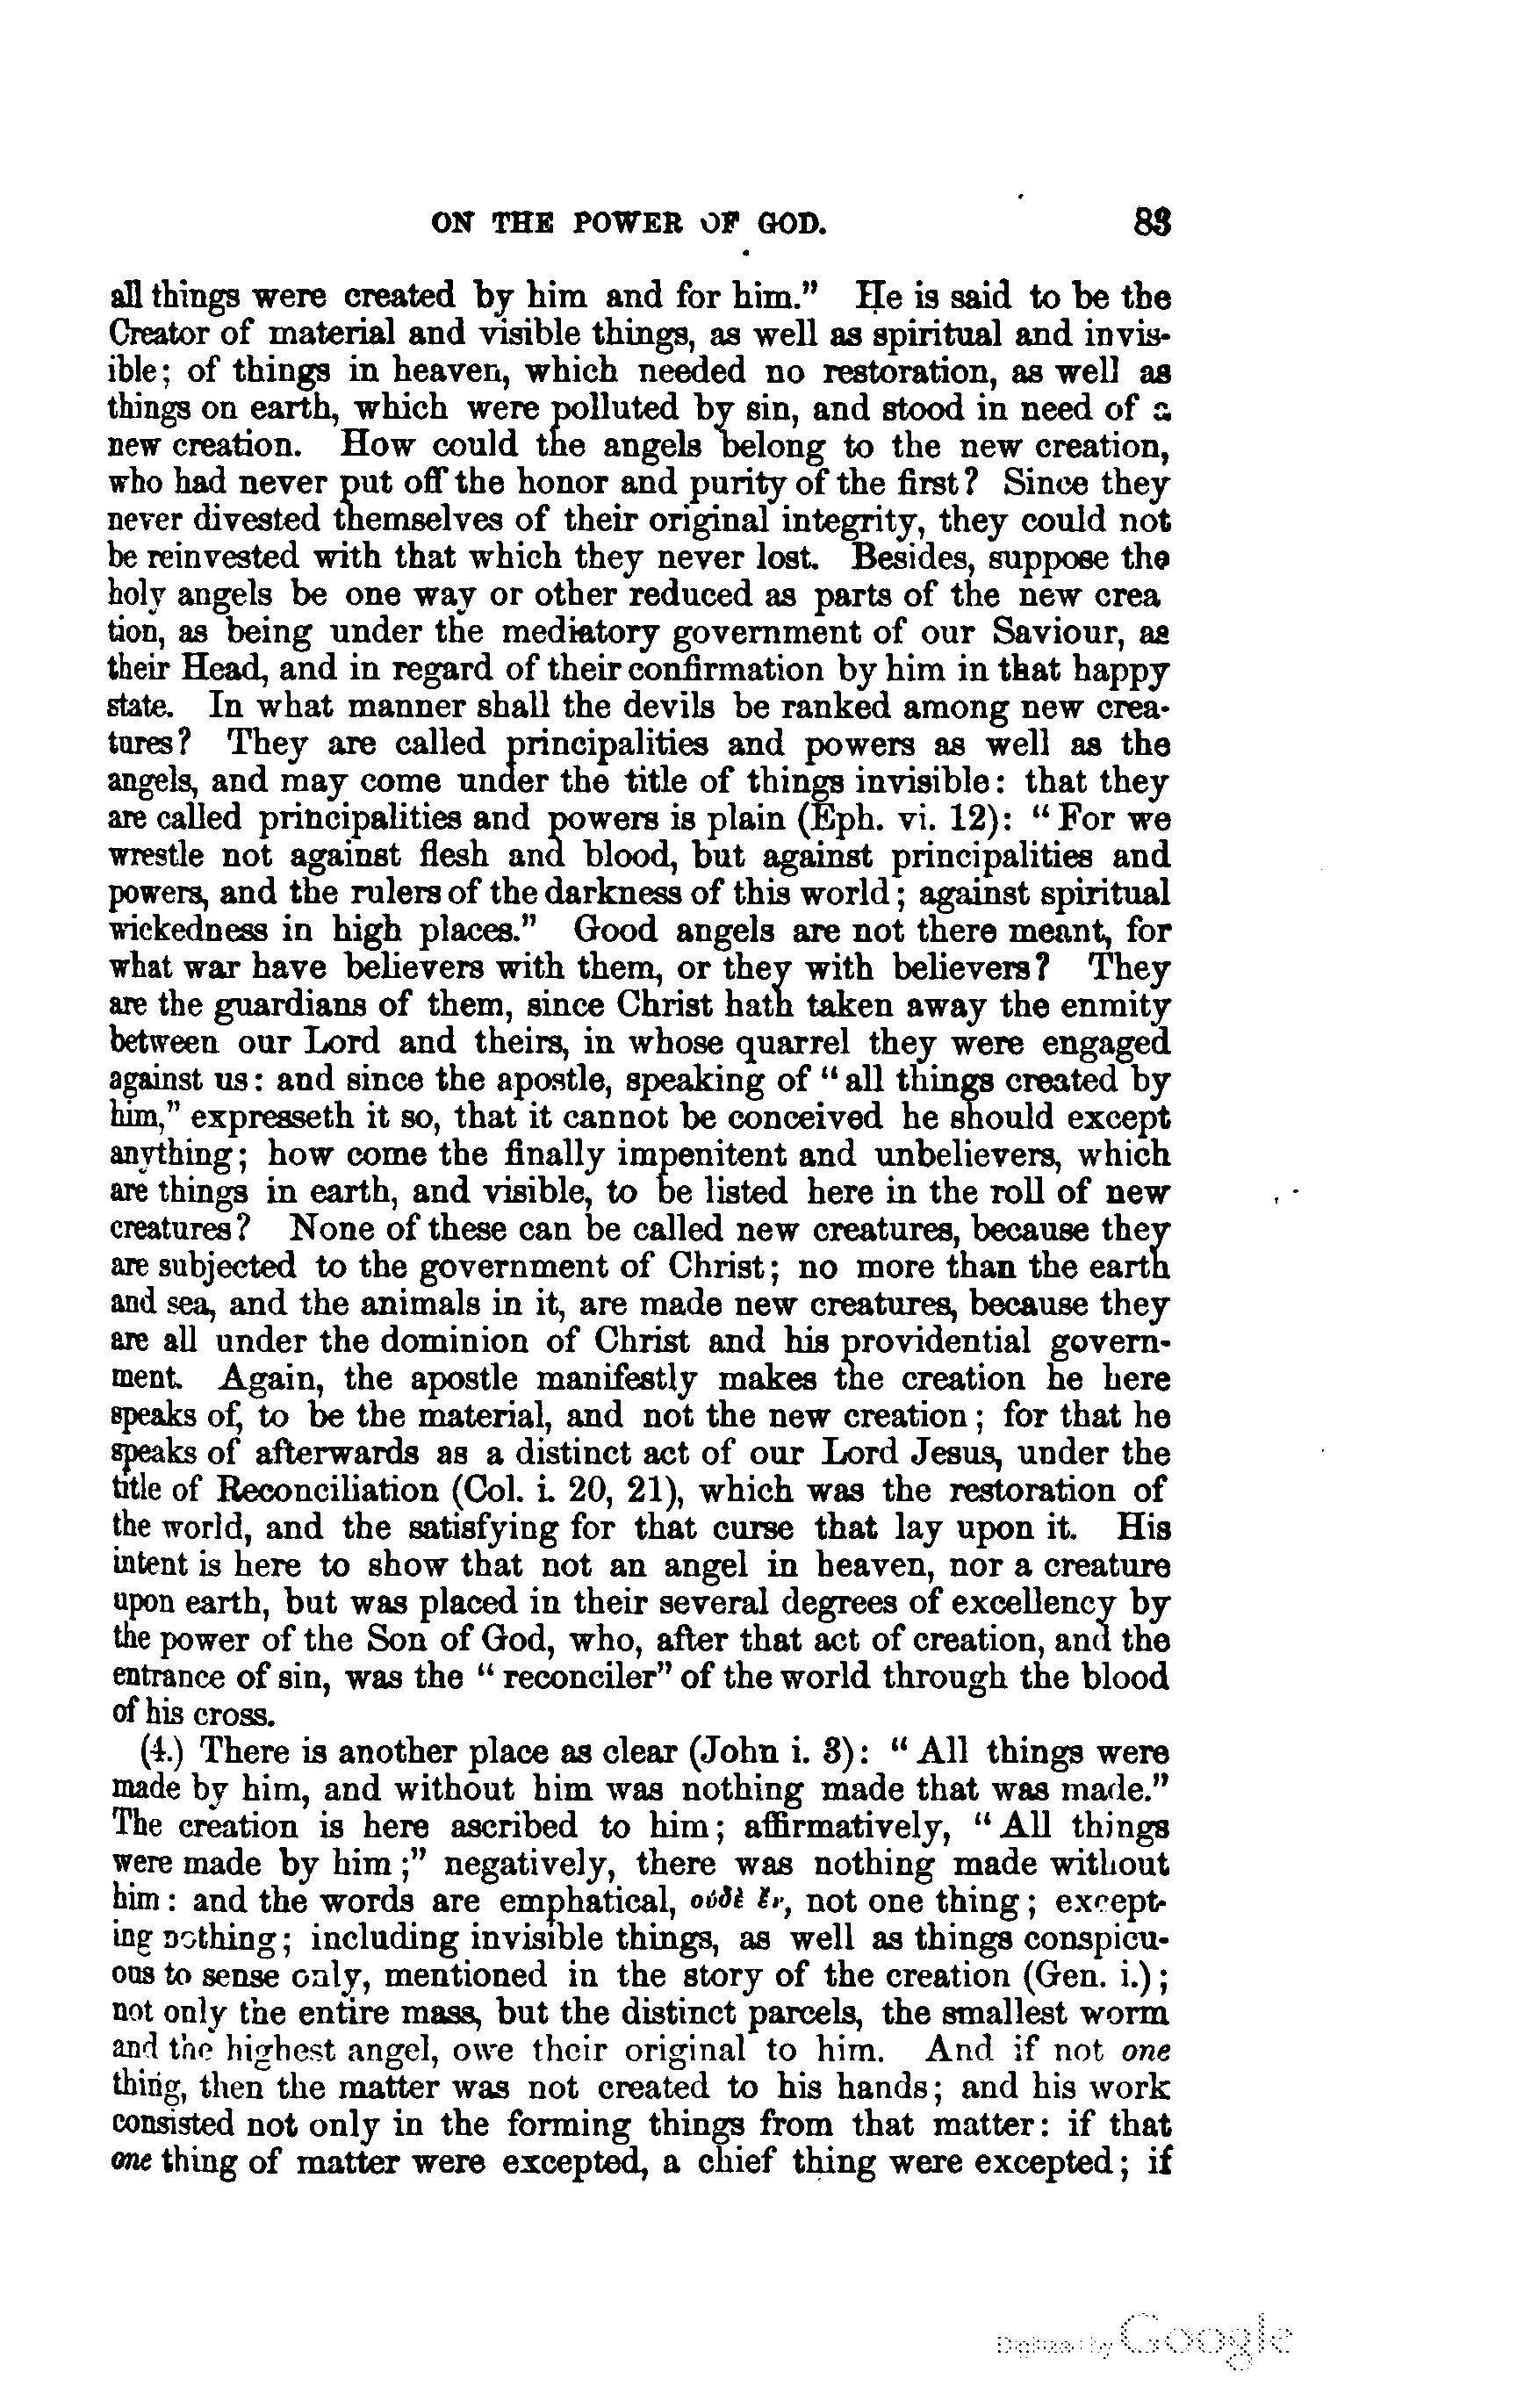 ON THE POWER OF GOD. 83
all things were created by him and for him." He is said to be the
Creator of material and visible things, as well as spiritual and invis-
ible; of things in heaven, which needed no restoration, as well as
things on earth, which were polluted by sin, and stood in need of a
new creation. How could the angels belong to the new creation,
who had never put off the honor and purity of the first? Since they
never divested themselves of their original integrity, they could not
be reinvested with that which they never lost. Besides, suppose the
holy angels be one way or other reduced as parts of the new crea
tion, as being under the mediatory government of our Saviour, as
their Head, and in regard of their confirmation by him in that happy
state. In what manner shall the devils be ranked among new crea-
tures? They are called principalities and powers as well as the
angels, and may come under the title of things invisible: that they
are called principalities and powers is plain (Eph. vi. 12): "For we
wrestle not against flesh and blood, but against principalities and
powers, and the rulers of the darkness of this world; against spiritual
wickedness in high places." Good angels are not there meant, for
what war have believers with them, or they with believers? They
are the guardians of them, since Christ hath taken away the enmity
between our Lord and theirs, in whose quarrel they were engaged
against us: and since the apostle, speaking of "all things created by
him," expresseth it so, that it cannot be conceived he should except
anything; how come the finally impenitent and unbelievers, which
are things in earth, and visible, to be listed here in the roll of new
creatures? None of these can be called new creatures, because they
are subjected to the government of Christ; no more than the earth
and sea, and the animals in it, are made new creatures, because they
are all under the dominion of Christ and his providential govern-
ment. Again, the apostle manifestly makes the creation he here
speaks of, to be the material, and not the new creation; for that he
speaks of afterwards as a distinct act of our Lord Jesus, under the
title of Reconciliation (Col. i. 20, 21), which was the restoration of
the world, and the satisfying for that curse that lay upon it. His
intent is here to show that not an angel in heaven, nor a creature
upon earth, but was placed in their several degrees of excellency by
the power of the Son of God, who, after that act of creation, and the
entrance of sin, was the "reconciler" of the world through the blood
of his cross.
(4.) There is another place as clear (John i. 3): "All things were
made by him, and without him was nothing made that was made."
The creation is here ascribed to him; affirmatively, "All things
were made by him;" negatively, there was nothing made without
him: and the words are emphatical, οὐδὲ ἓν, not one thing; except-
ing nothing; including invisible things, as well as things conspicu-
ous to sense only, mentioned in the story of the creation (Gen. i.);
not only the entire mass, but the distinct parcels, the smallest worm
and the highest angel, owe their original to him. And if not one
thing, then the matter was not created to his hands; and his work
consisted not only in the forming things from that matter: if that
one thing of matter were excepted, a chief thing were excepted; if
Digitized by Google